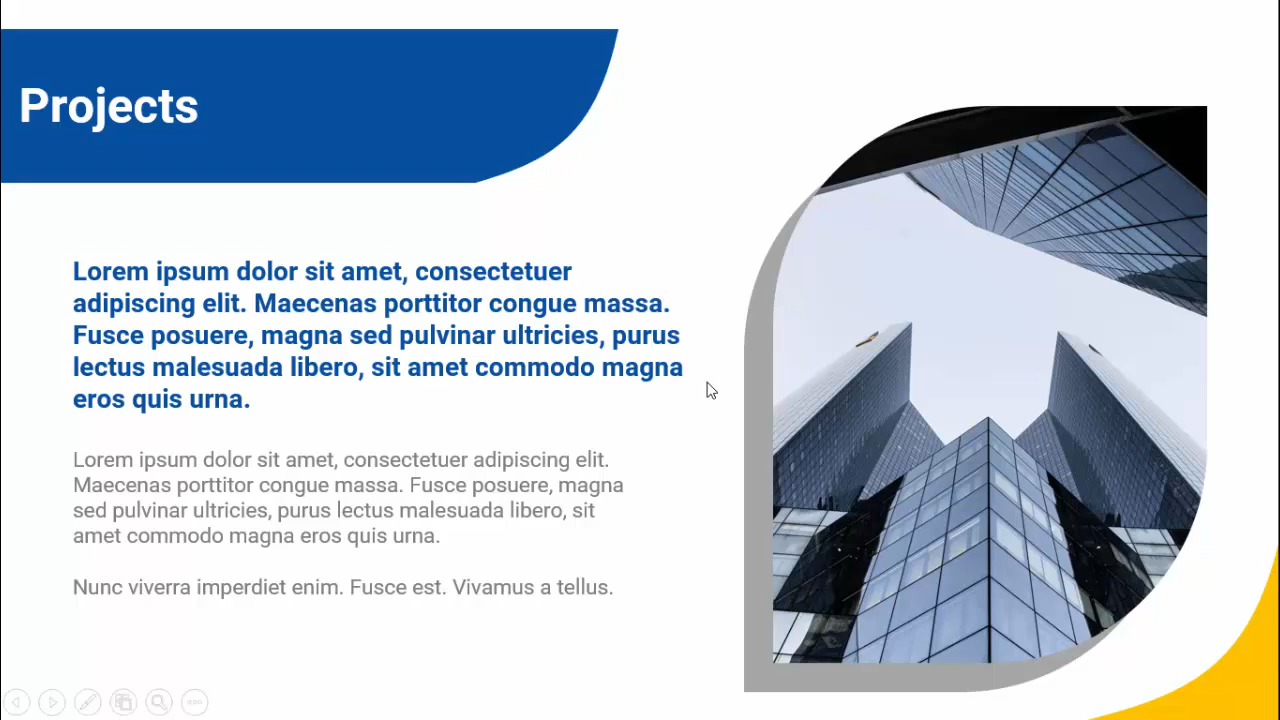 Projects
Lorem ipsum dolor sit amet, consectetuer
adipiscing elit. Maecenas porttitor congue massa.
Fusce posuere, magna sed pulvinar ultricies, purus
lectus malesuada libero, sit amet commodo magna
eros quis urna.
Lorem ipsum dolor sit amet, consectetuer adipiscing elit.
Maecenas porttitor congue massa. Fusce posuere, magna
sed pulvinar ultricies, purus lectus malesuada libero, sit
amet commodo magna eros quis urna.
Nunc viverra imperdiet enim. Fusce est. Vivamus a tellus.